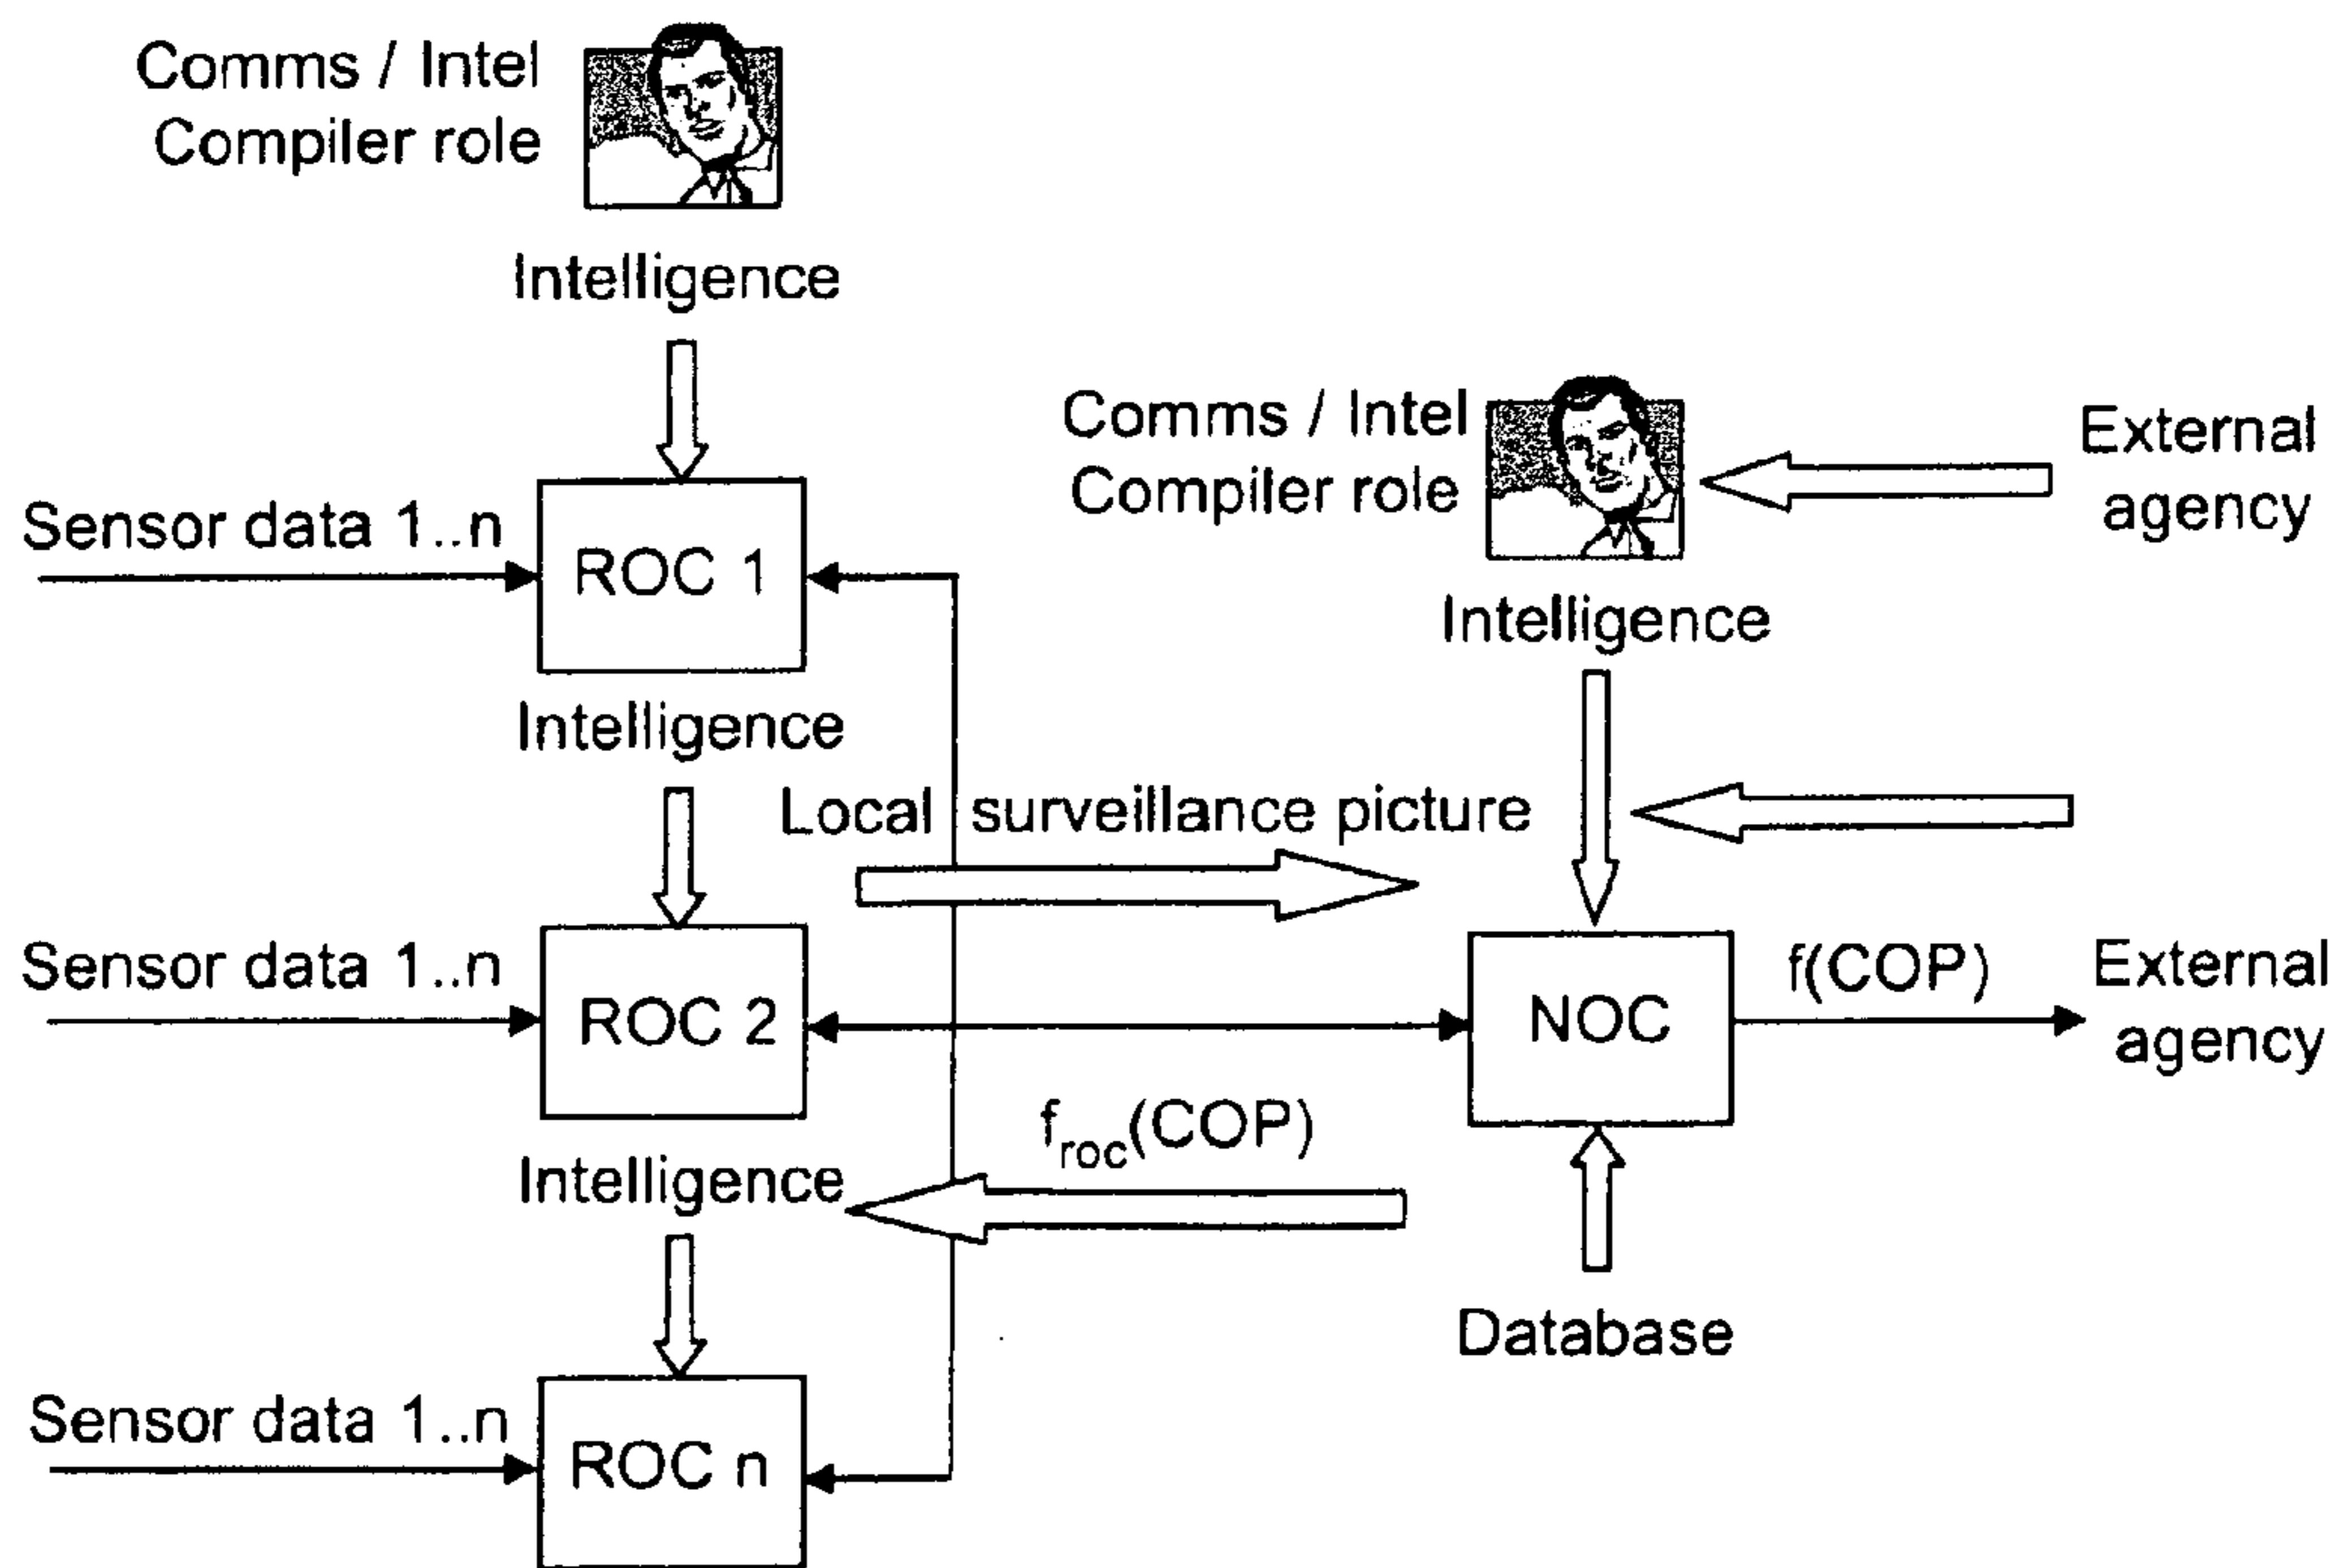 Comms / Intel
Compiler role
Intelligence
Comms / Intel
Compiler role
External
agency
Sensor data 1..n
ROC 1
Intelligence
Intelligence
Local surveillance picture
Sensor data 1..n
ROC 2
NOC
f(COP)
External
agency
froc(COP)
Intelligence
Database
Sensor data 1..n
ROC n